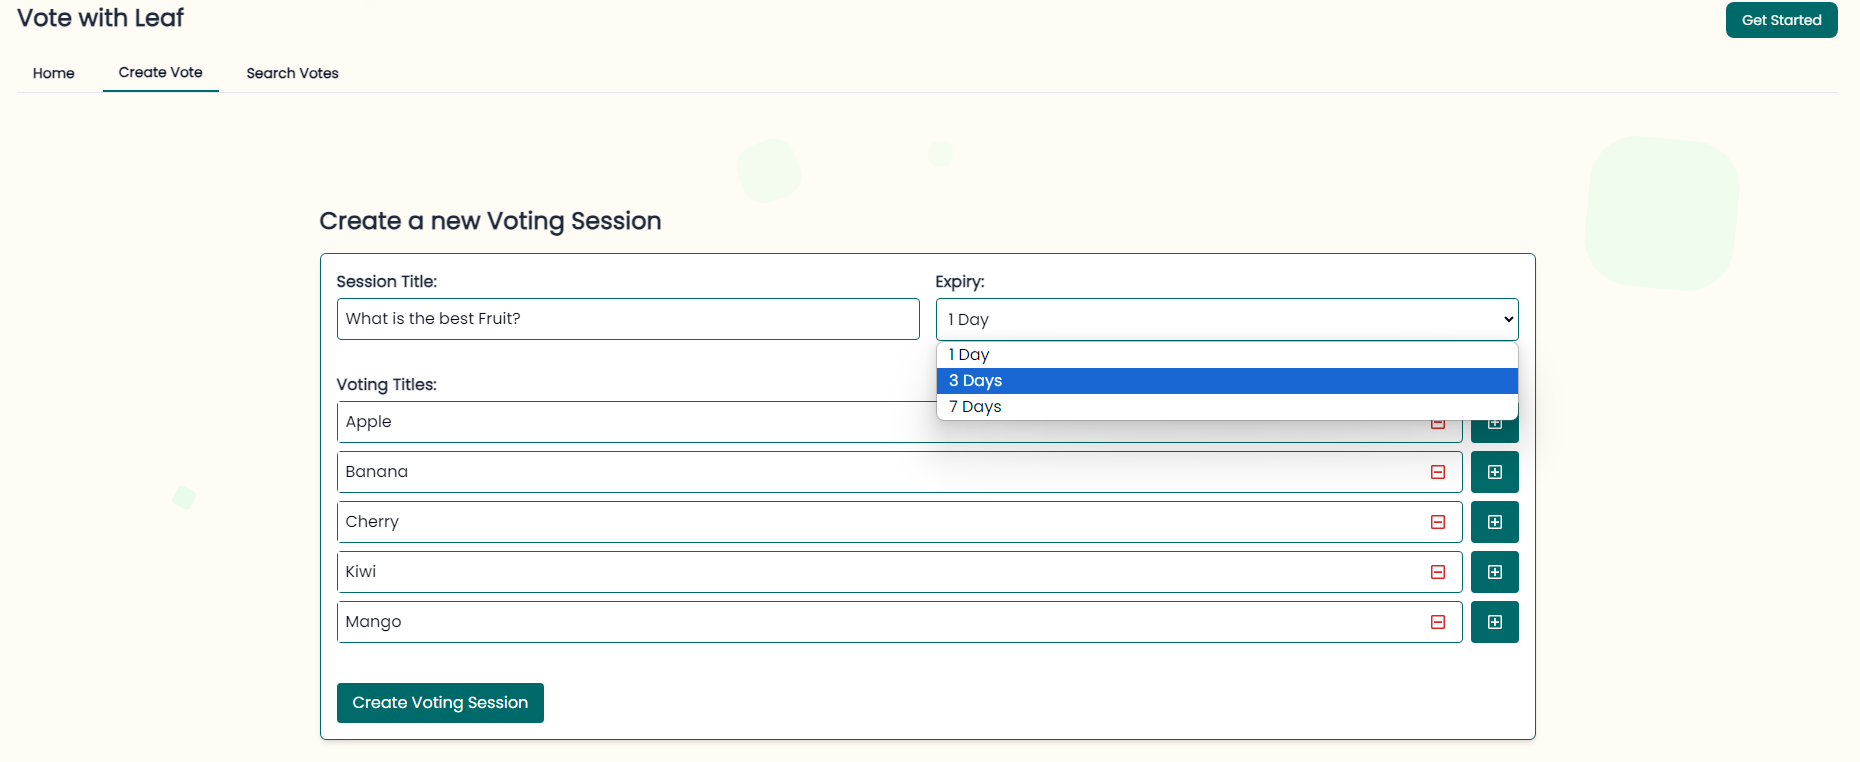 Vote with Leaf
Get Started
Home
Create Vote
Search Votes
Create a new Voting Session
Session Title:
Expiry:
What is the best Fruit?
1 Day
1 Day
3 Days
7 Days
Voting Titles:
Apple
Banana
Cherry
Kiwi
Mango
Create Voting Session